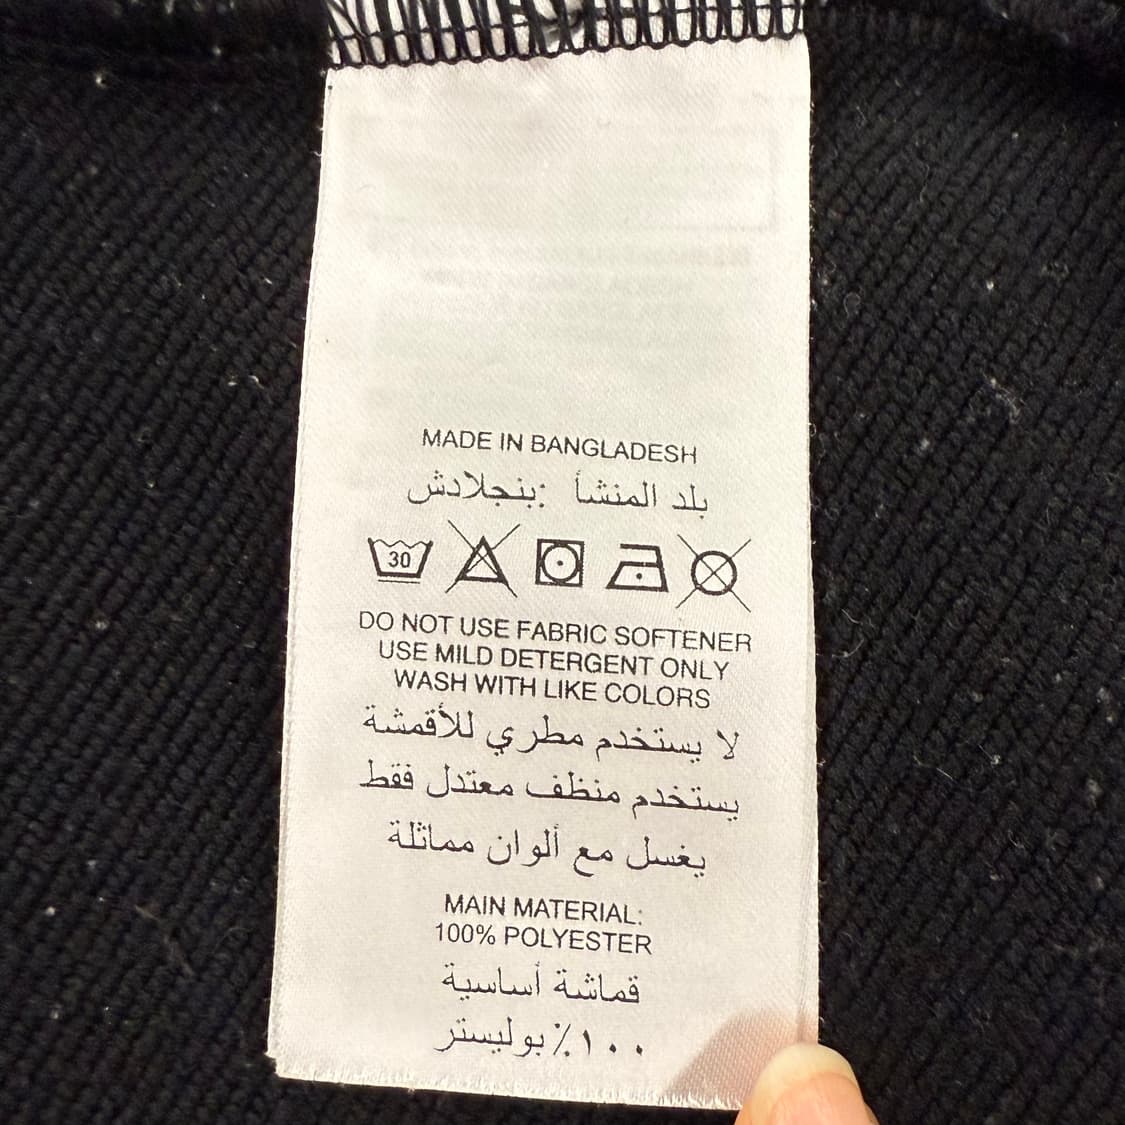 MADE IN BANGLADESH
بلد المنشأ :بنجلادش
30
DO NOT USE FABRIC SOFTENER
USE MILD DETERGENT ONLY
WASH WITH LIKE COLORS
لا يستخدم مطري للأقمشة
يستخدم منظف معتدل فقط
يغسل مع ألوان مماثلة
MAIN MATERIAL:
100% POLYESTER
قماشة أساسية
١٠٠٪ بوليستر